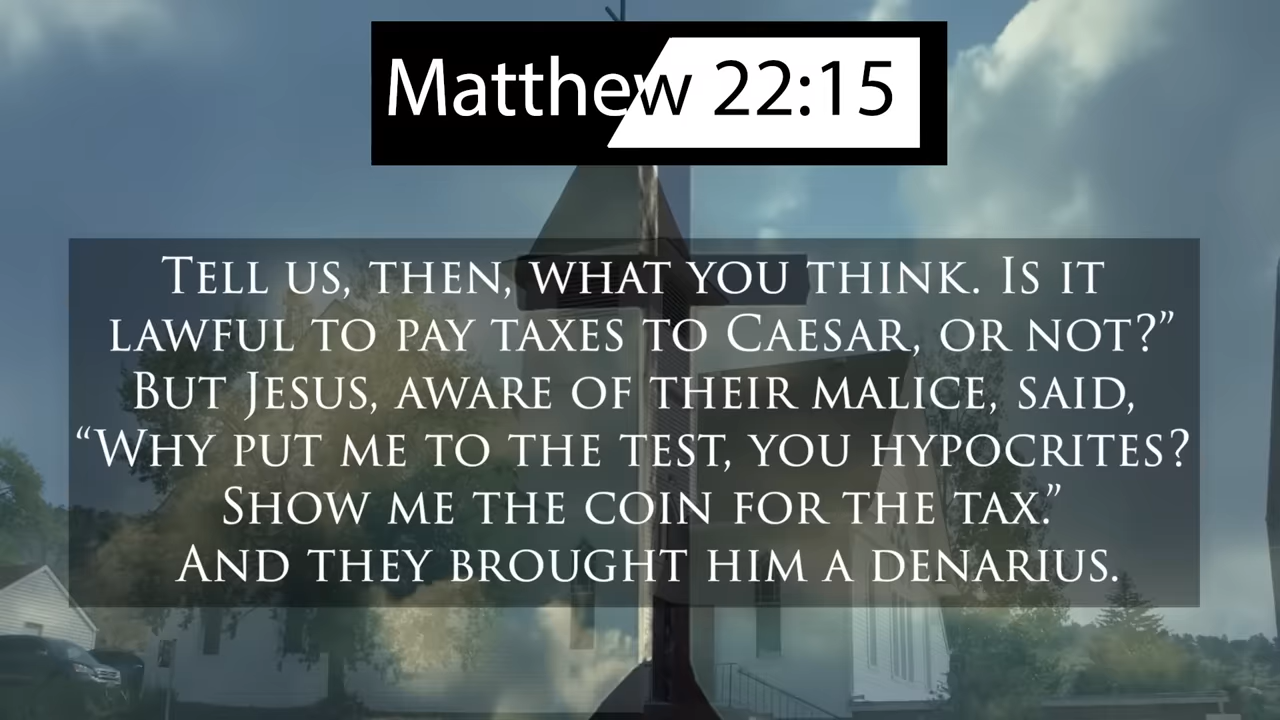 Matthew 22:15
Tell us, then, what you think. Is it
lawful to pay taxes to Caesar, or not?”
But Jesus, aware of their malice, said,
“Why put me to the test, you hypocrites?
Show me the coin for the tax.”
And they brought him a denarius.